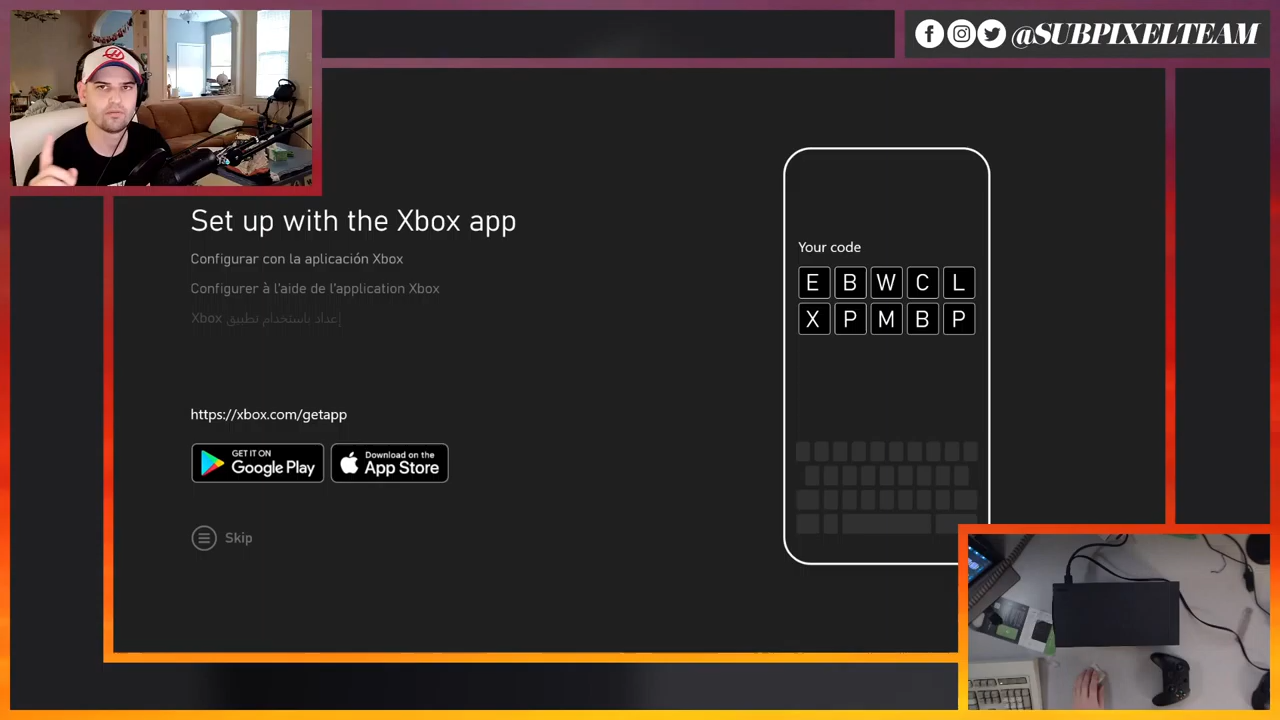 @SUBPIXELTEAM
Set up with the Xbox app
Configurar con la aplicación Xbox
Configurer à l'aide de l'application Xbox
إعداد باستخدام تطبيق Xbox
https://xbox.com/getapp
GET IT ON
Google Play
Download on the
App Store
Skip
Your code
E B W C L
X P M B P